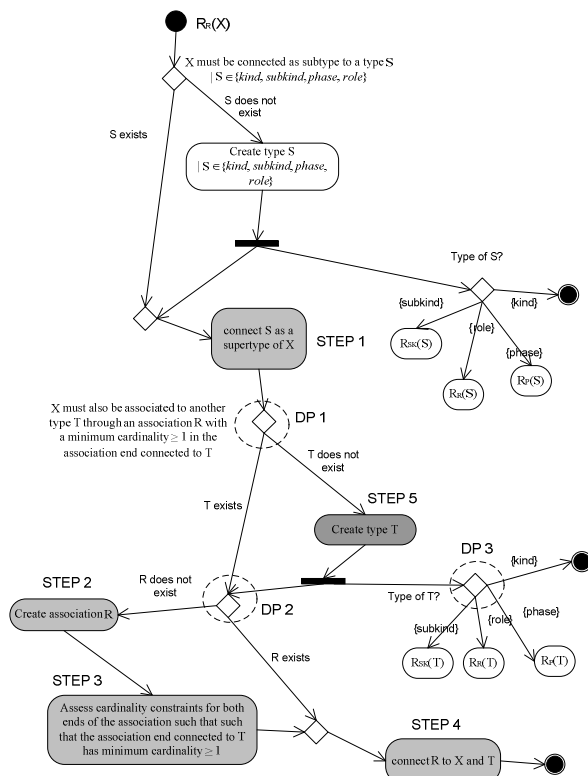 RR(X)
X must be connected as subtype to a type S
| S ∈ {kind, subkind, phase, role}
S does not
exist
S exists
Create type S
| S ∈ {kind, subkind, phase,
role}
Type of S?
{subkind}
{kind}
{role}
{phase}
RSK(S)
RR(S)
RP(S)
connect S as a
supertype of X
STEP 1
X must also be associated to another
type T through an association R with
a minimum cardinality ≥ 1 in the
association end connected to T
DP 1
T does not
exist
T exists
STEP 5
Create type T
DP 3
{kind}
STEP 2
R does not
exist
DP 2
Type of T?
{subkind}
{role}
{phase}
Create association R
RSK(T)
RR(T)
RP(T)
R exists
STEP 3
Assess cardinality constraints for both
ends of the association such that such
that the association end connected to T
has minimum cardinality ≥ 1
STEP 4
connect R to X and T